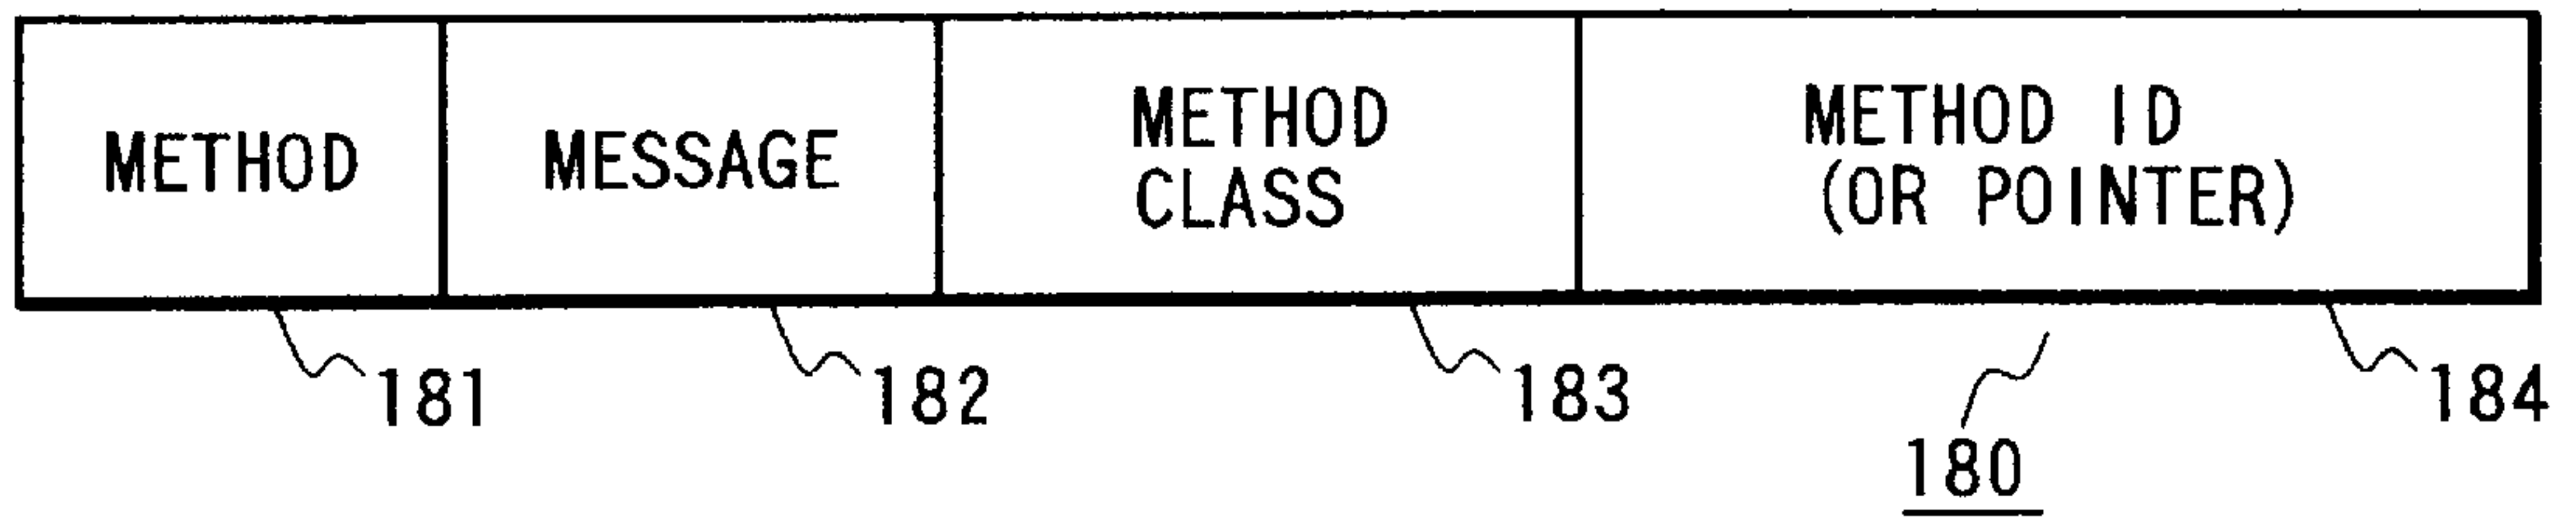 METHOD
MESSAGE
METHOD
CLASS
METHOD ID
(OR POINTER)
181
182
183
184
180